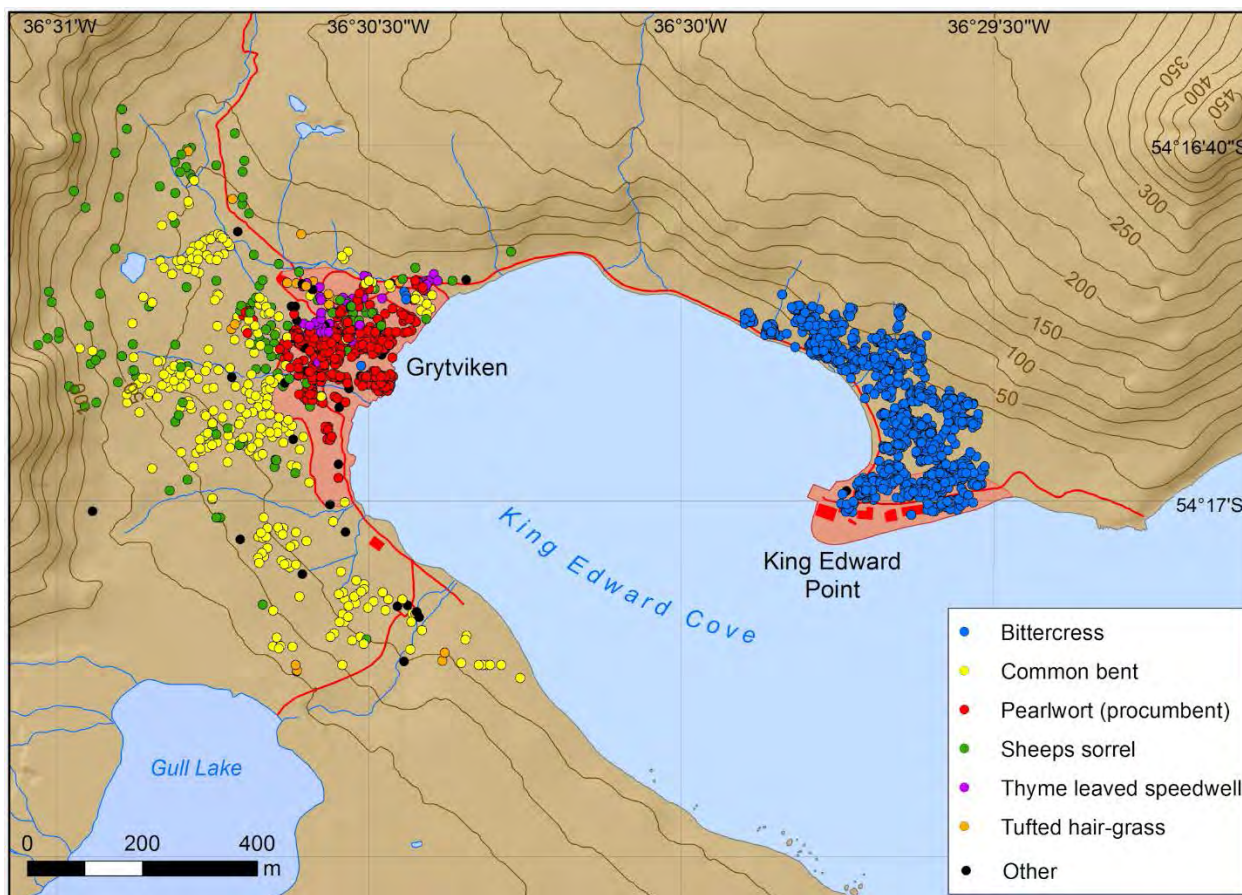 36°31'W
36°30'30"W
36°30'W
36°29'30"W
350
400
450
54°16'40"S
300
250
200
150
100
50
Grytviken
100
50
54°17'S
King Edward Cove
King Edward
Point
Gull Lake
0 200 400
m
Bittercress
Common bent
Pearlwort (procumbent)
Sheeps sorrel
Thyme leaved speedwell
Tufted hair-grass
Other